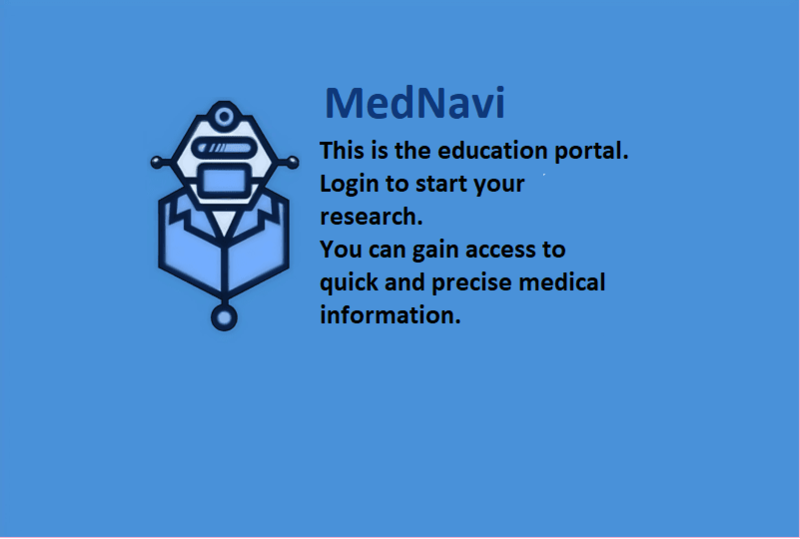 MedNavi
This is the education portal.
Login to start your
research.
You can gain access to
quick and precise medical
information.